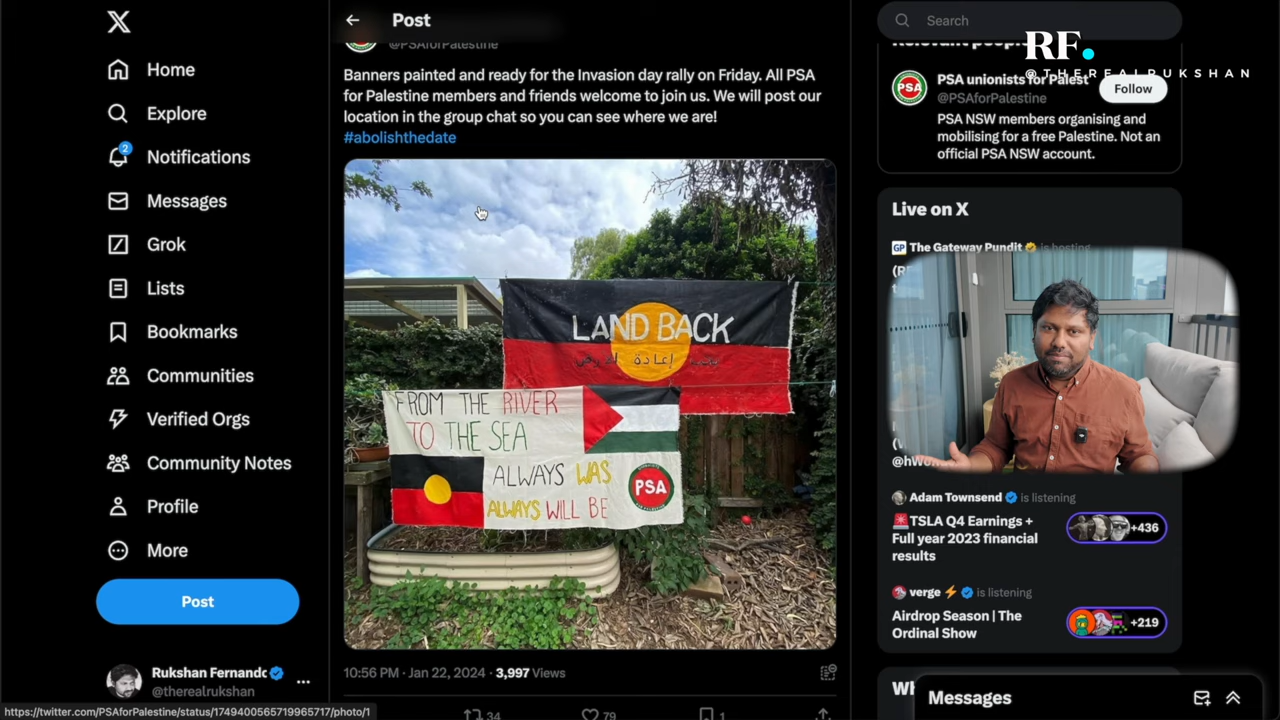 Post
Search
RF.
@THEREALRUKSHAN
@PSAforPalestine
Banners painted and ready for the Invasion day rally on Friday. All PSA
for Palestine members and friends welcome to join us. We will post our
location in the group chat so you can see where we are!
#abolishthedate
LAND BACK
إعادة
FROM THE RIVER
TO THE SEA
ALWAYS WAS
ALWAYS WILL BE
PSA
10:56 PM · Jan 22, 2024 · 3,997 Views
34
79
1
Home
Explore
2
Notifications
Messages
Grok
Lists
Bookmarks
Communities
Verified Orgs
Community Notes
Profile
More
Post
Rukshan Fernando
@therealrukshan
https://twitter.com/PSAforPalestine/status/1749400565719965717/photo/1
Relevant people
PSA
PSA unionists for Palest
@PSAforPalestine
Follow
PSA NSW members organising and
mobilising for a free Palestine. Not an
official PSA NSW account.
Live on X
GP The Gateway Pundit is hosting
Adam Townsend is listening
TSLA Q4 Earnings +
Full year 2023 financial
results
+436
verge is listening
Airdrop Season | The
Ordinal Show
+219
Messages